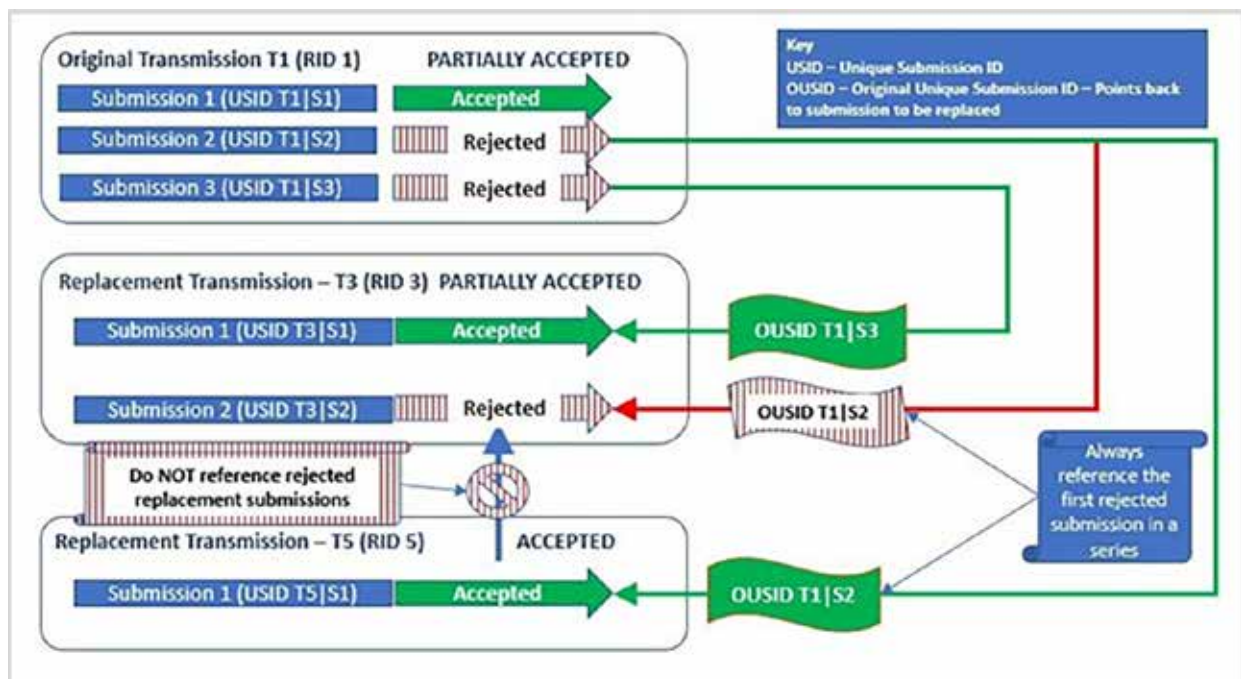 Original Transmission T1 (RID 1) PARTIALLY ACCEPTED
Submission 1 (USID T1|S1) Accepted
Submission 2 (USID T1|S2) Rejected
Submission 3 (USID T1|S3) Rejected
Key
USID – Unique Submission ID
OUSID – Original Unique Submission ID – Points back
to submission to be replaced
Replacement Transmission – T3 (RID 3) PARTIALLY ACCEPTED
Submission 1 (USID T3|S1) Accepted
OUSID T1|S3
Submission 2 (USID T3|S2) Rejected
OUSID T1|S2
Do NOT reference rejected
replacement submissions
Always
reference the
first rejected
submission in a
series
Replacement Transmission – T5 (RID 5) ACCEPTED
Submission 1 (USID T5|S1) Accepted
OUSID T1|S2